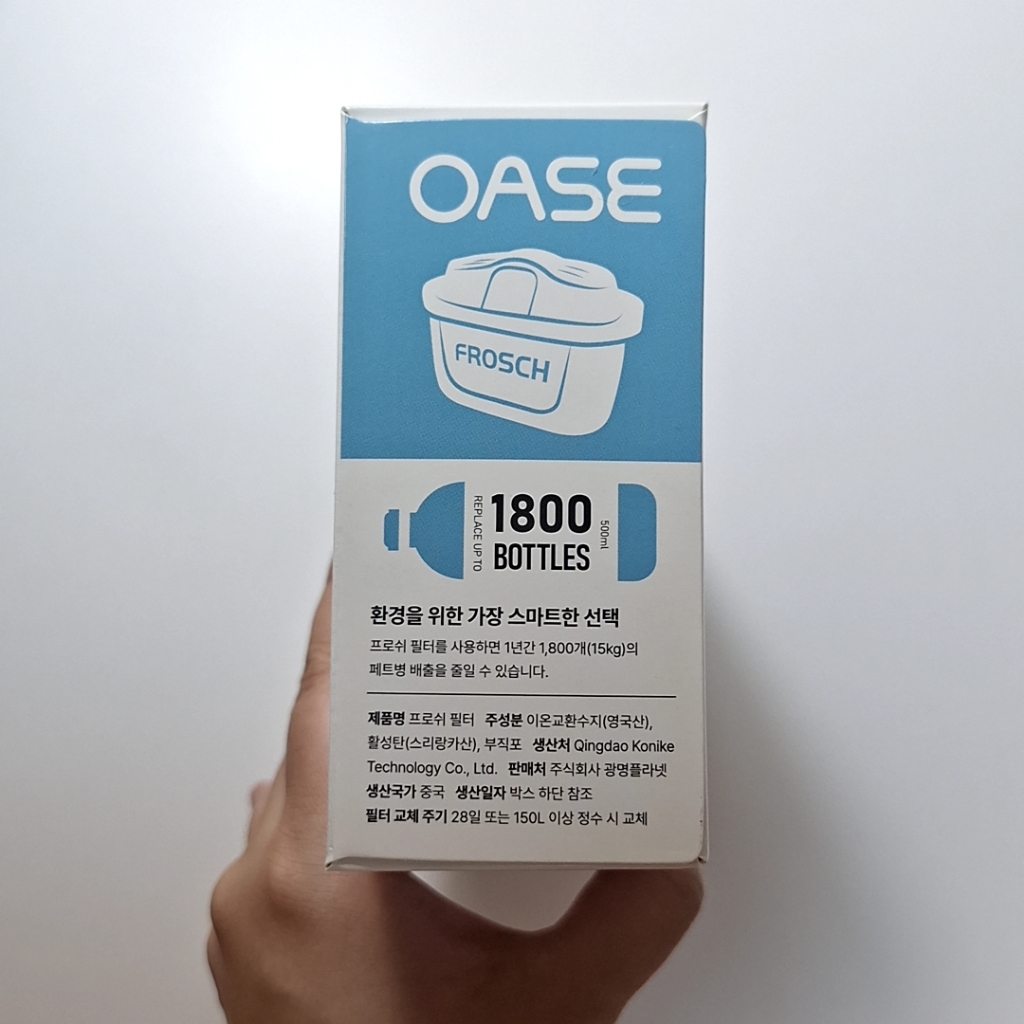 OASE
FROSCH
REPLACE UP TO
1800
BOTTLES
500ml
환경을 위한 가장 스마트한 선택
프로쉬 필터를 사용하면 1년간 1,800개(15kg)의
페트병 배출을 줄일 수 있습니다.
제품명 프로쉬 필터 주성분 이온교환수지(영국산),
활성탄(스리랑카산), 부직포 생산처 Qingdao Konike
Technology Co., Ltd. 판매처 주식회사 광명플라넷
생산국가 중국 생산일자 박스 하단 참조
필터 교체 주기 28일 또는 150L 이상 정수 시 교체